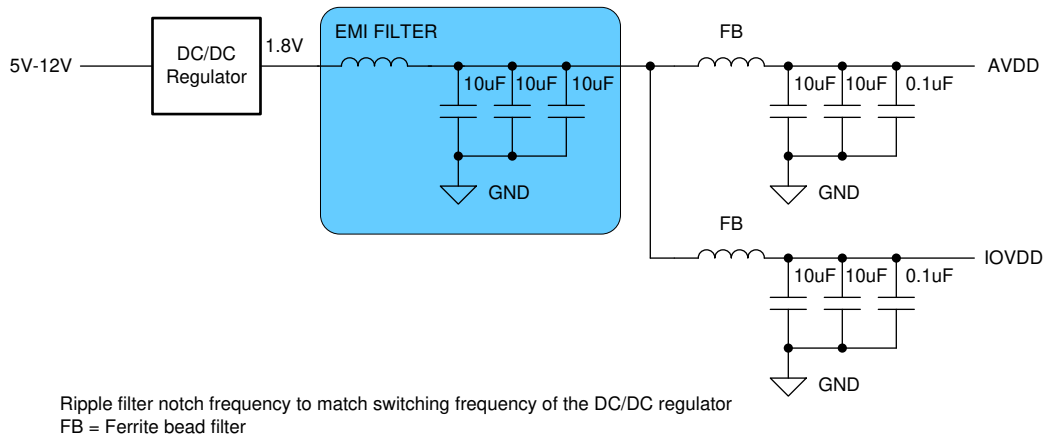 EMI FILTER
FB
5V-12V
DC/DC
Regulator
1.8V
10uF
10uF
10uF
10uF
10uF
0.1uF
AVDD
GND
GND
FB
10uF
10uF
0.1uF
IOVDD
GND
Ripple filter notch frequency to match switching frequency of the DC/DC regulator
FB = Ferrite bead filter